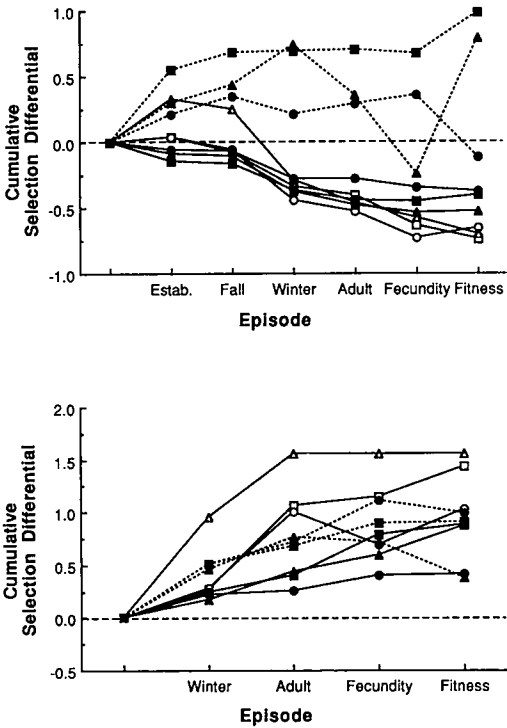 1.0
0.5
0.0
-0.5
-1.0
Cumulative
Selection Differential
Estab. Fall Winter Adult Fecundity Fitness
Episode
2.0
1.5
1.0
0.5
0.0
-0.5
Cumulative
Selection Differential
Winter Adult Fecundity Fitness
Episode